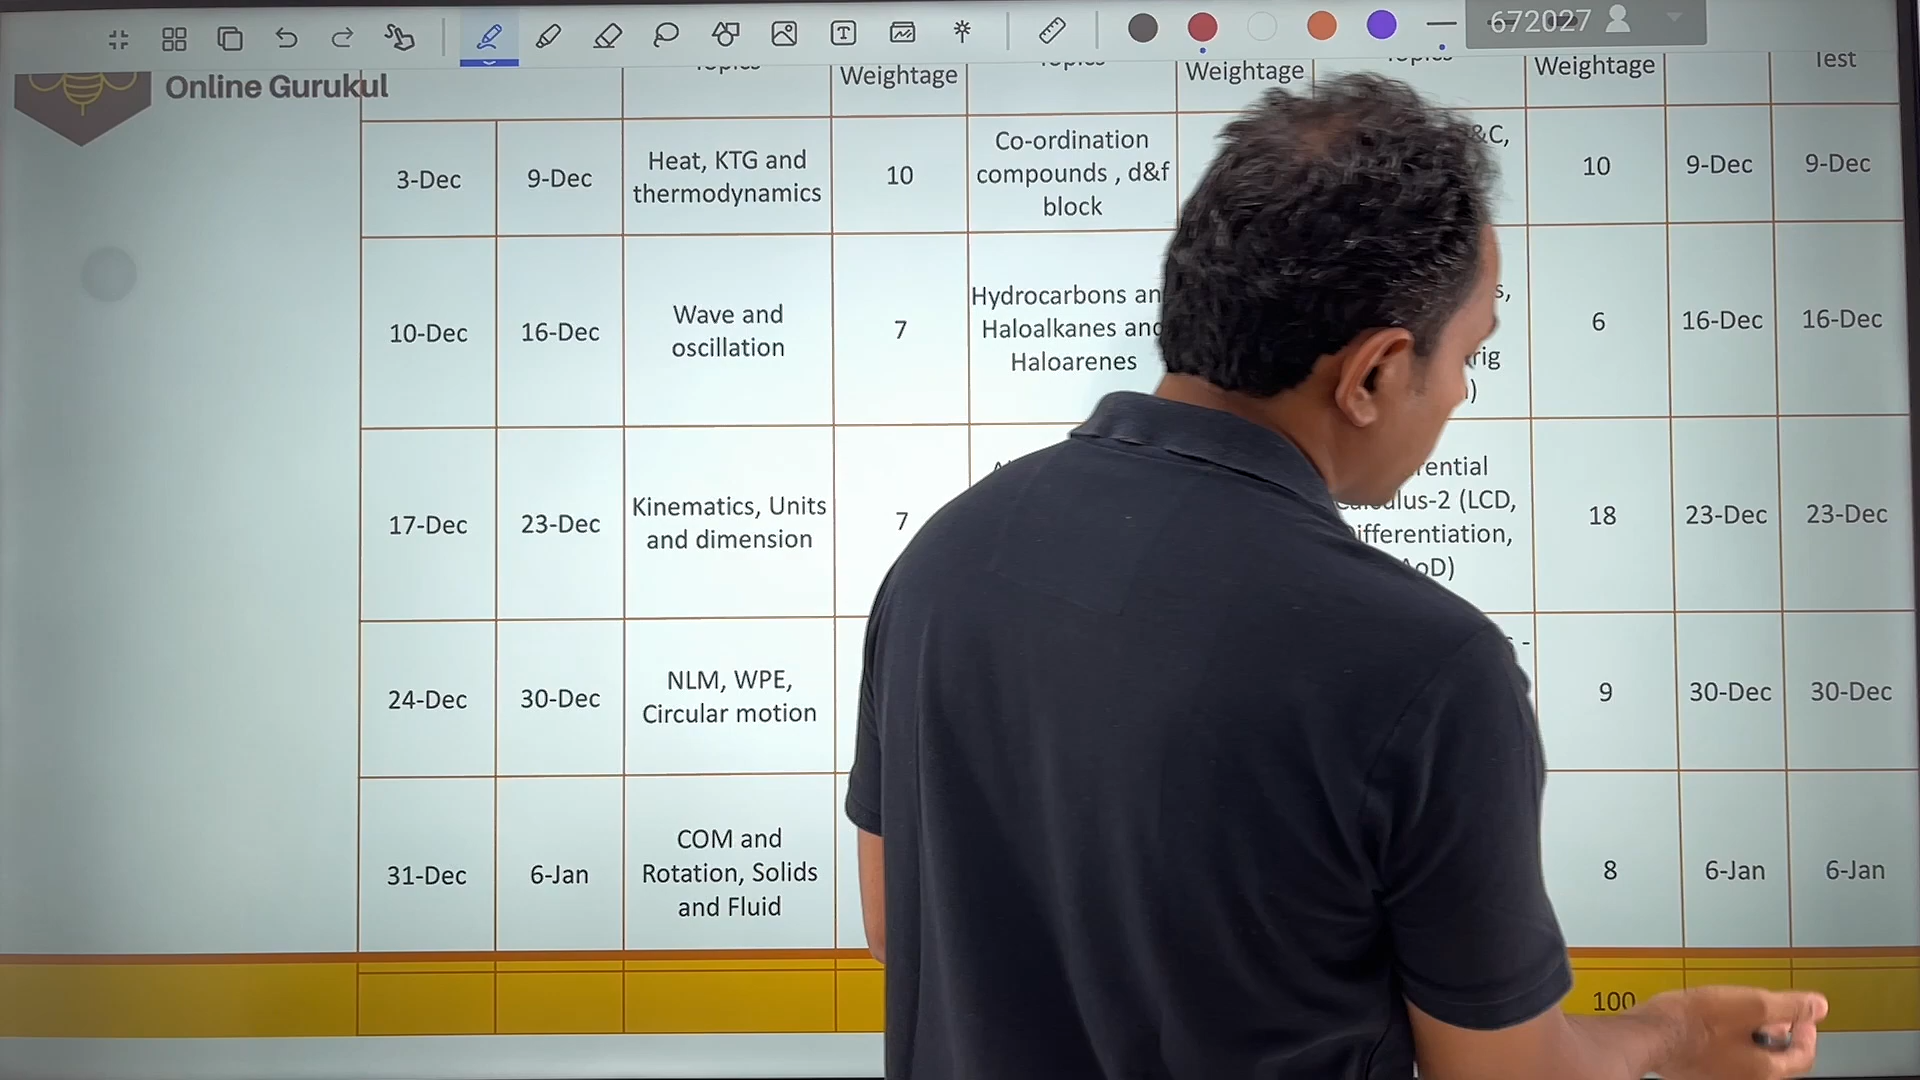 672027
Online Gurukul
Topics
Weightage
Topics
Weightage
Topics
Weightage
Test
3-Dec
9-Dec
Heat, KTG and
thermodynamics
10
Co-ordination
compounds , d&f
block
&C,
10
9-Dec
9-Dec
10-Dec
16-Dec
Wave and
oscillation
7
Hydrocarbons an
Haloalkanes and
Haloarenes
6
16-Dec
16-Dec
17-Dec
23-Dec
Kinematics, Units
and dimension
7
rential
lus-2 (LCD,
ifferentiation,
AoD)
18
23-Dec
23-Dec
24-Dec
30-Dec
NLM, WPE,
Circular motion
9
30-Dec
30-Dec
31-Dec
6-Jan
COM and
Rotation, Solids
and Fluid
8
6-Jan
6-Jan
100